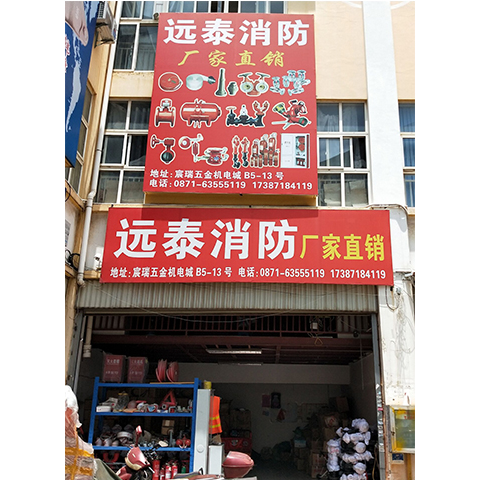 远泰消防
厂家直销
地址：宸瑞五金机电城 B5-13 号
电话：0871-63555119 17387184119
远泰消防 厂家直销
地址：宸瑞五金机电城 B5-13 号 电话：0871-63555119 17387184119